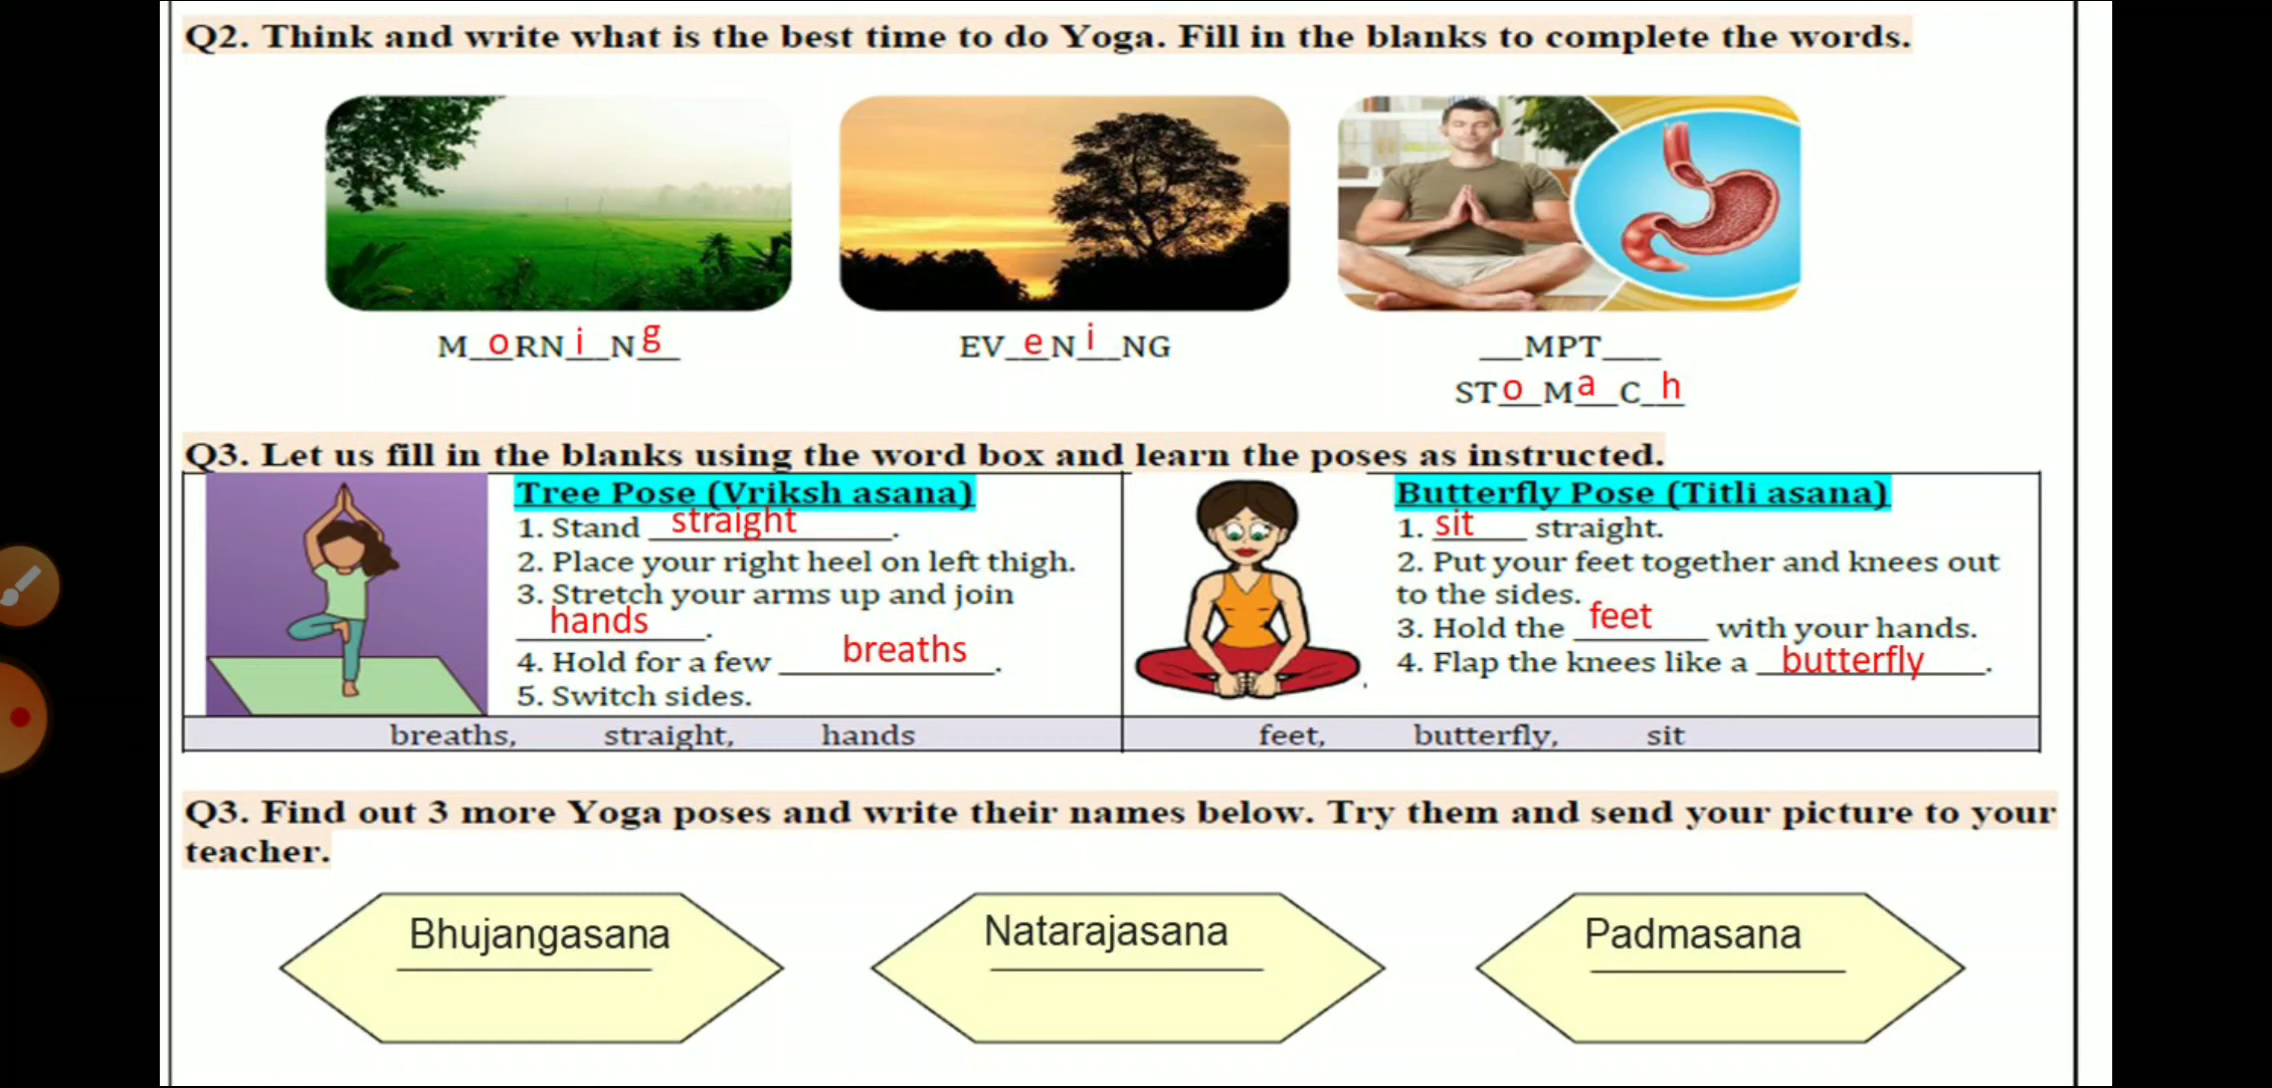 Q2. Think and write what is the best time to do Yoga. Fill in the blanks to complete the words.
M__oRN_i_N_g_
EV_eN_i_NG
__MPT__
STo_Ma_C_h
Q3. Let us fill in the blanks using the word box and learn the poses as instructed.
Tree Pose (Vriksh asana)
1. Stand straight.
2. Place your right heel on left thigh.
3. Stretch your arms up and join
hands.
4. Hold for a few breaths.
5. Switch sides.
breaths, straight, hands
Butterfly Pose (Titli asana)
1. sit straight.
2. Put your feet together and knees out
to the sides.
3. Hold the feet with your hands.
4. Flap the knees like a butterfly.
feet, butterfly, sit
Q3. Find out 3 more Yoga poses and write their names below. Try them and send your picture to your
teacher.
Bhujangasana
Natarajasana
Padmasana